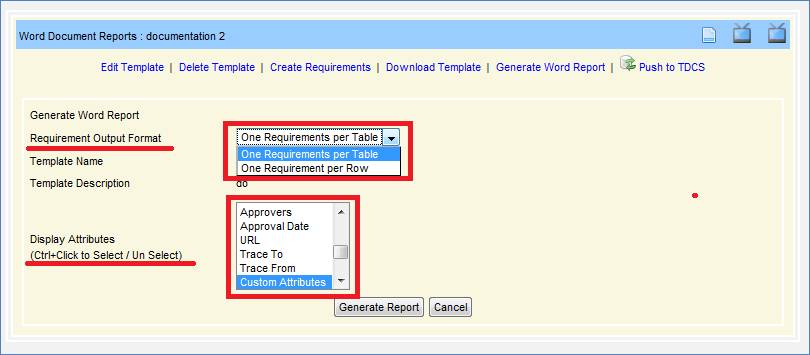 Word Document Reports : documentation 2
Edit Template | Delete Template | Create Requirements | Download Template | Generate Word Report | Push to TDCS
Generate Word Report
Requirement Output Format One Requirements per Table
One Requirements per Table
Template Name One Requirement per Row
Template Description do
Approvers
Approval Date
Display Attributes URL
(Ctrl+Click to Select / Un Select) Trace To
Trace From
Custom Attributes
Generate Report Cancel